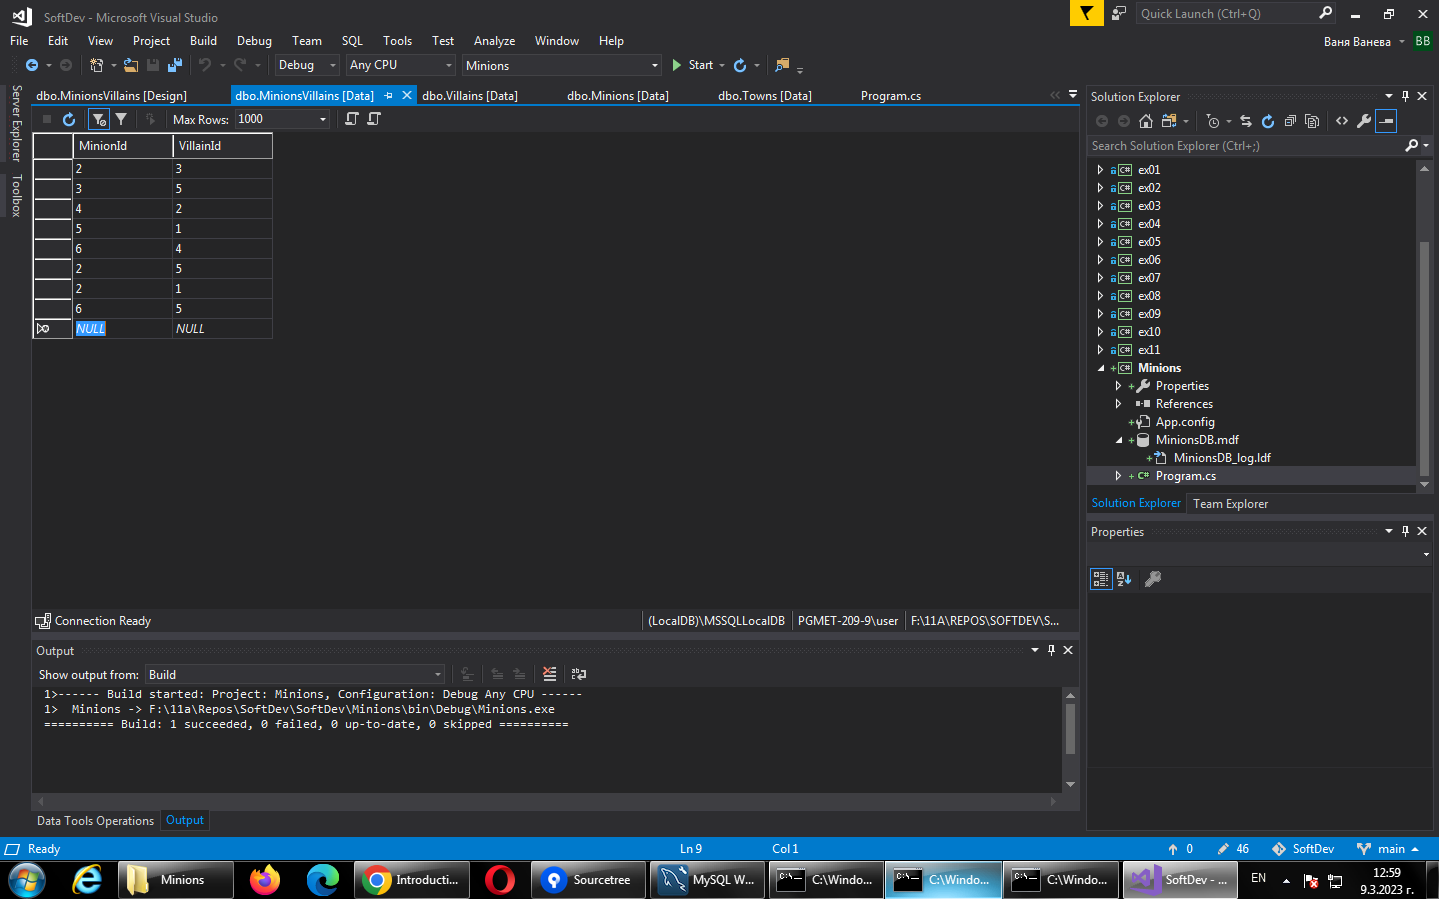 SoftDev - Microsoft Visual Studio
Quick Launch (Ctrl+Q)
File Edit View Project Build Debug Team SQL Tools Test Analyze Window Help
Ваня Ванева BB
Debug Any CPU Minions Start
Server Explorer
Toolbox
dbo.MinionsVillains [Design] dbo.MinionsVillains [Data] dbo.Villains [Data] dbo.Minions [Data] dbo.Towns [Data] Program.cs
Max Rows: 1000
MinionId VillainId
2 3
3 5
4 2
5 1
6 4
2 5
2 1
6 5
NULL NULL
Connection Ready
(LocalDB)\MSSQLLocalDB PGMET-209-9\user F:\11A\REPOS\SOFTDEV\S...
Output
Show output from: Build
1>------ Build started: Project: Minions, Configuration: Debug Any CPU ------
1>  Minions -> F:\11a\Repos\SoftDev\SoftDev\Minions\bin\Debug\Minions.exe
========== Build: 1 succeeded, 0 failed, 0 up-to-date, 0 skipped ==========
Data Tools Operations Output
Solution Explorer
Search Solution Explorer (Ctrl+;)
C# ex01
C# ex02
C# ex03
C# ex04
C# ex05
C# ex06
C# ex07
C# ex08
C# ex09
C# ex10
C# ex11
C# Minions
Properties
References
App.config
MinionsDB.mdf
MinionsDB_log.ldf
C# Program.cs
Solution Explorer Team Explorer
Properties
Ready Ln 9 Col 1 0 46 SoftDev main
Minions Introducti... Sourcetree MySQL W... C:\Windo... C:\Windo... C:\Windo... SoftDev - ... EN
12:59
9.3.2023 г.